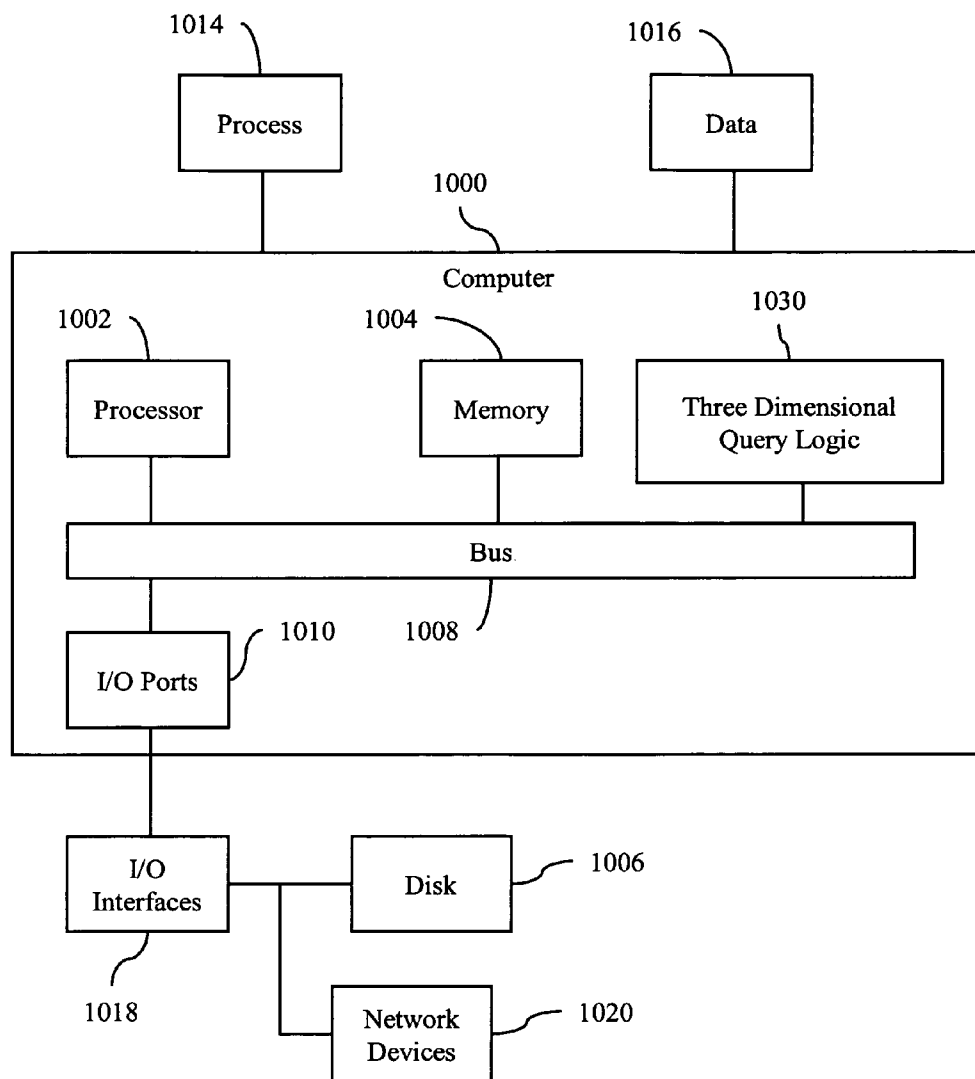 1014
1016
Process
Data
1000
Computer
1002
1004
1030
Processor
Memory
Three Dimensional
Query Logic
Bus
1008
1010
I/O Ports
I/O
Interfaces
Disk
1006
1018
Network
Devices
1020